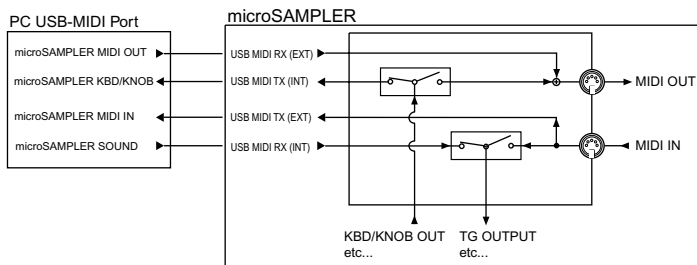 PC USB-MIDI Port
microSAMPLER
microSAMPLER MIDI OUT
USB MIDI RX (EXT)
microSAMPLER KBD/KNOB
USB MIDI TX (INT)
MIDI OUT
microSAMPLER MIDI IN
USB MIDI TX (EXT)
microSAMPLER SOUND
USB MIDI RX (INT)
MIDI IN
KBD/KNOB OUT
etc...
TG OUTPUT
etc...